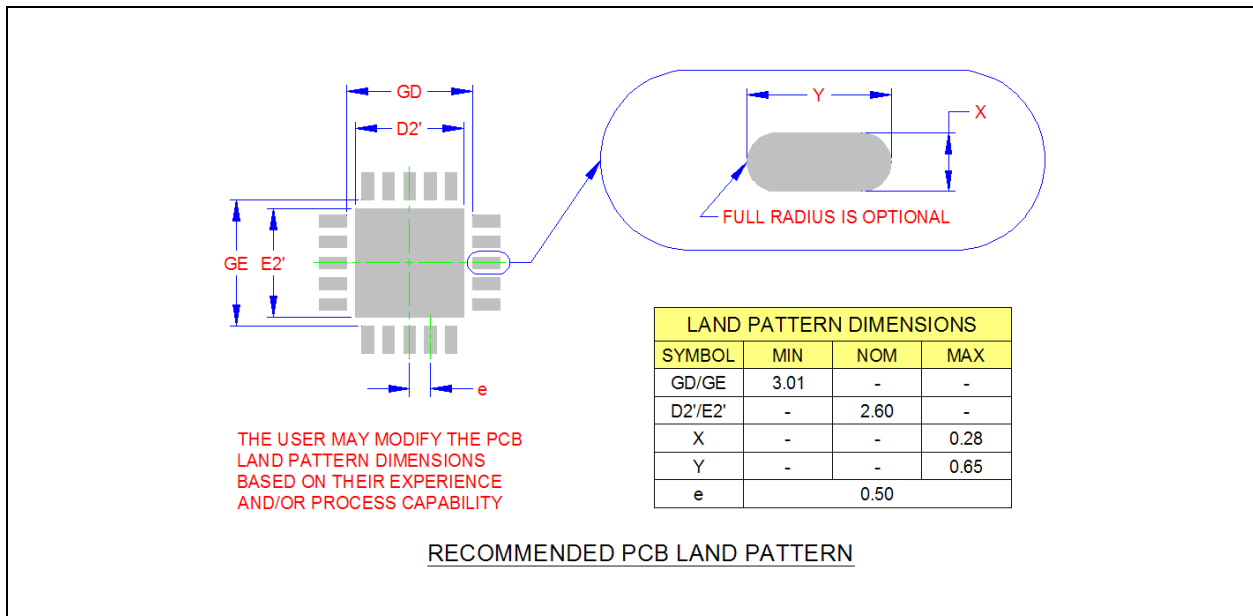 GD
D2'
Y
X
FULL RADIUS IS OPTIONAL
GE
E2'
e
THE USER MAY MODIFY THE PCB
LAND PATTERN DIMENSIONS
BASED ON THEIR EXPERIENCE
AND/OR PROCESS CAPABILITY
LAND PATTERN DIMENSIONS
SYMBOL MIN NOM MAX
GD/GE 3.01 - -
D2'/E2' - 2.60 -
X - - 0.28
Y - - 0.65
e 0.50
RECOMMENDED PCB LAND PATTERN